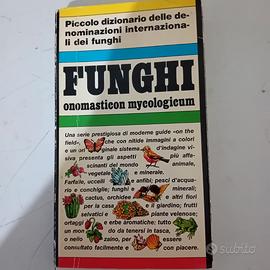 Piccolo dizionario delle de-
nominazioni internaziona-
li dei funghi
FUNGHI
onomasticon mycologicum
Una serie prestigiosa di moderne guide «on the
field», che con nitide immagini a colori
e un originale sistema d'indagine vi-
siva presenta gli aspetti più affa-
scinanti del mondo animale,
vegetale e minerale.
Farfalle, uccelli e anfibi; pesci d'acqua-
rio e conchiglie; funghi e minerali;
cactus, orchidee e altri fiori
per la casa e il giardino; frutti
selvatici e piante velenose;
ortaggi e erbe aromatiche: tutto
un mondo da tenersi in tasca,
o nello zaino, per essere
consultato facilmente e con piacere.
subito